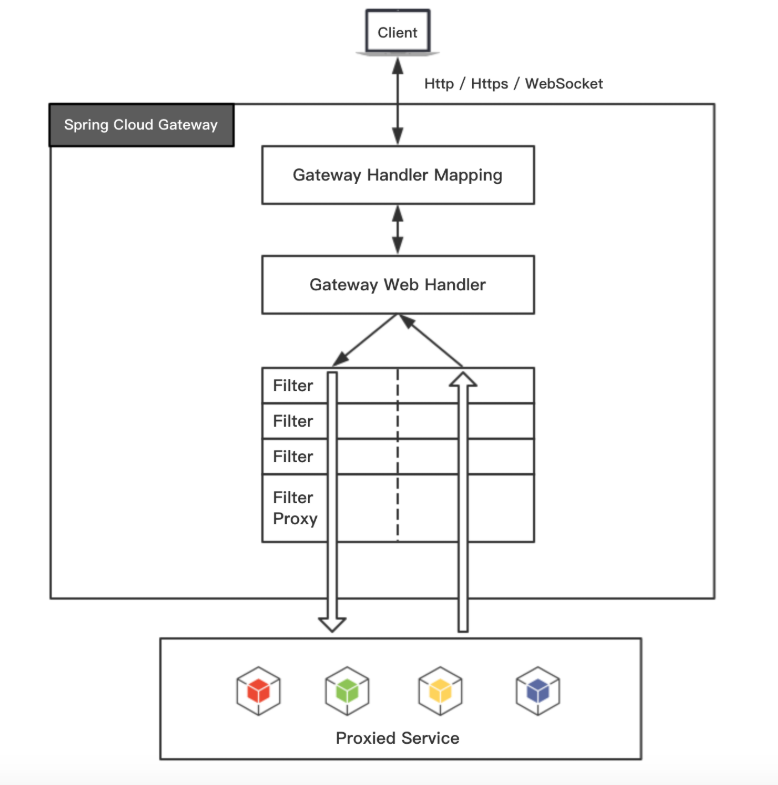 Client
Http / Https / WebSocket
Spring Cloud Gateway
Gateway Handler Mapping
Gateway Web Handler
Filter
Filter
Filter
Filter
Proxy
Proxied Service